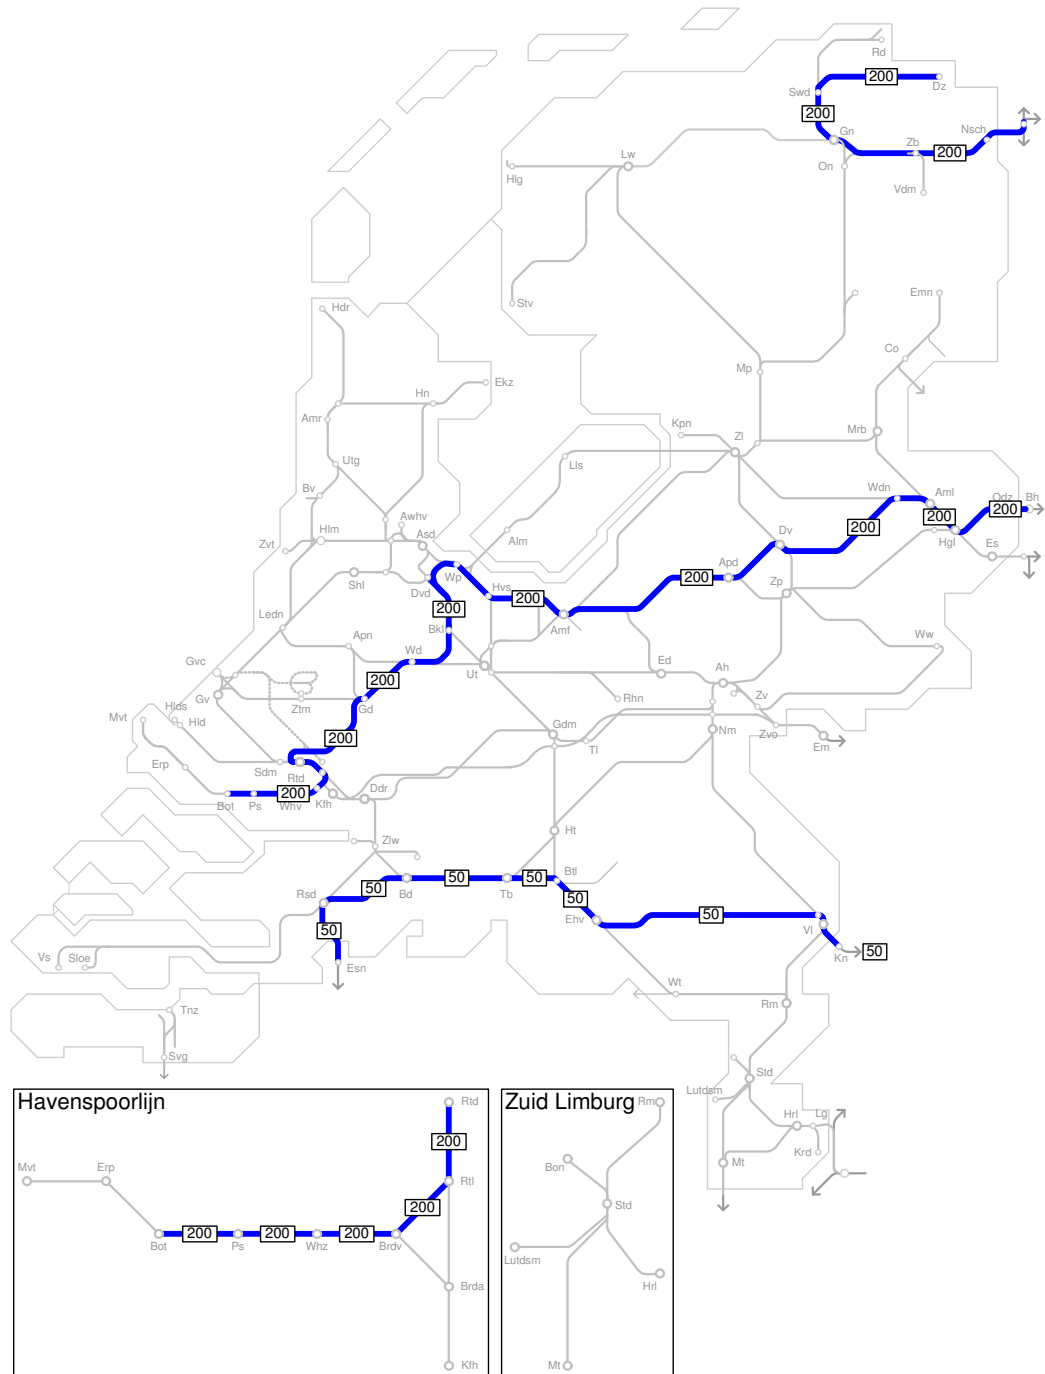 Rd
Dz
200
Swd
200
Gn
Nsch
Zb
200
On
Vdm
Lw
Hlg
Stv
Emn
Hdr
Co
Mp
Ekz
Hn
Amr
Kpn
Zl
Mrb
Utg
Lls
Bv
Wdn
Aml
Odz
Bh
200
200
Awhv
Hlm
Asd
Alm
Dv
200
Hgl
Zvt
Es
Shl
Wp
Dvd
Hvs
Apd
200
Zp
200
200
Ledn
Bkl
Amf
Apn
Wd
Ww
Gvc
Ut
Ed
Ah
200
Gv
Ztm
Gd
Rhn
Zv
Hlds
Mvt
Hld
200
Gdm
Tl
Nm
Zvo
Em
Erp
Sdm
Rtd
Bot
Ps
Whv
200
Kfh
Ddr
Zlw
Ht
Rsd
50
Bd
50
Tb
50
Btl
50
Ehv
50
Vl
50
Kn
50
Vs
Sloe
Esn
Wt
Rm
Tnz
Svg
Std
Lutdsm
Hrl
Lg
Krd
Mt
Havenspoorlijn
Rtd
200
Mvt
Erp
Rtl
200
200
200
200
Bot
Ps
Whz
Brdv
Brda
Kfh
Zuid Limburg
Rm
Bon
Std
Lutdsm
Hrl
Mt